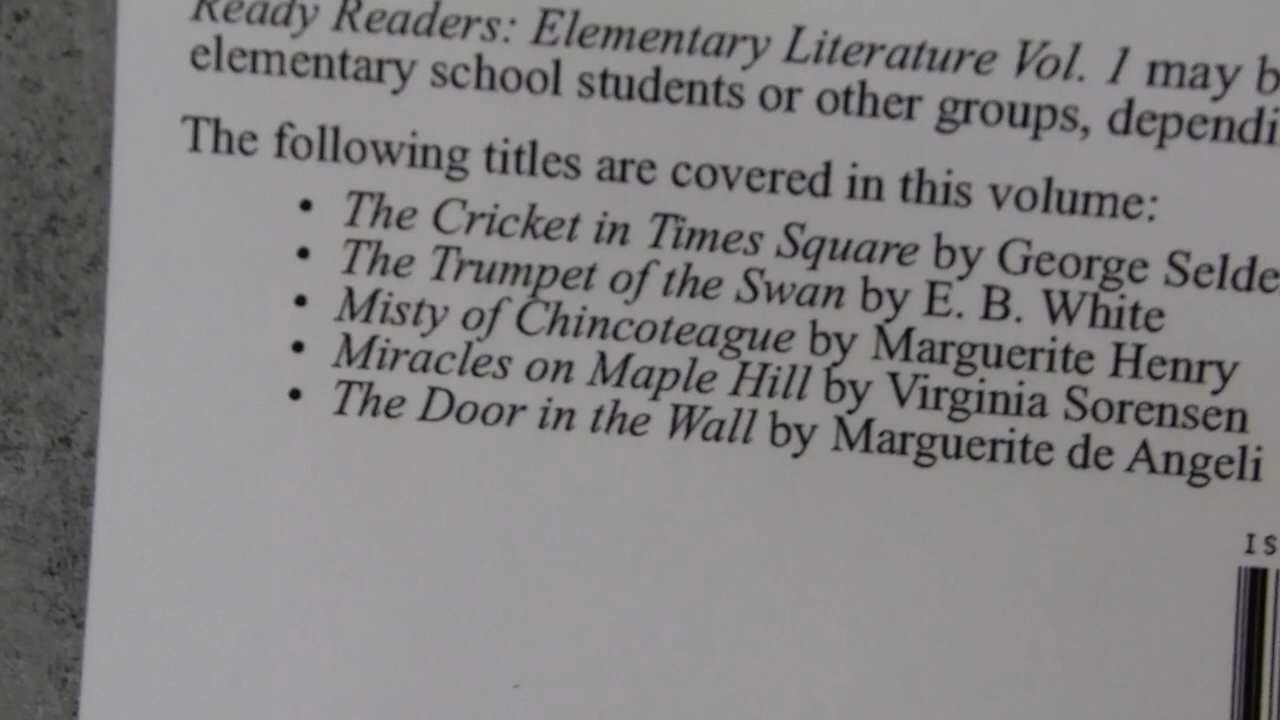 Ready Readers: Elementary Literature Vol. 1 may b
elementary school students or other groups, dependi
The following titles are covered in this volume:
• The Cricket in Times Square by George Selde
• The Trumpet of the Swan by E. B. White
• Misty of Chincoteague by Marguerite Henry
• Miracles on Maple Hill by Virginia Sorensen
• The Door in the Wall by Marguerite de Angeli
IS